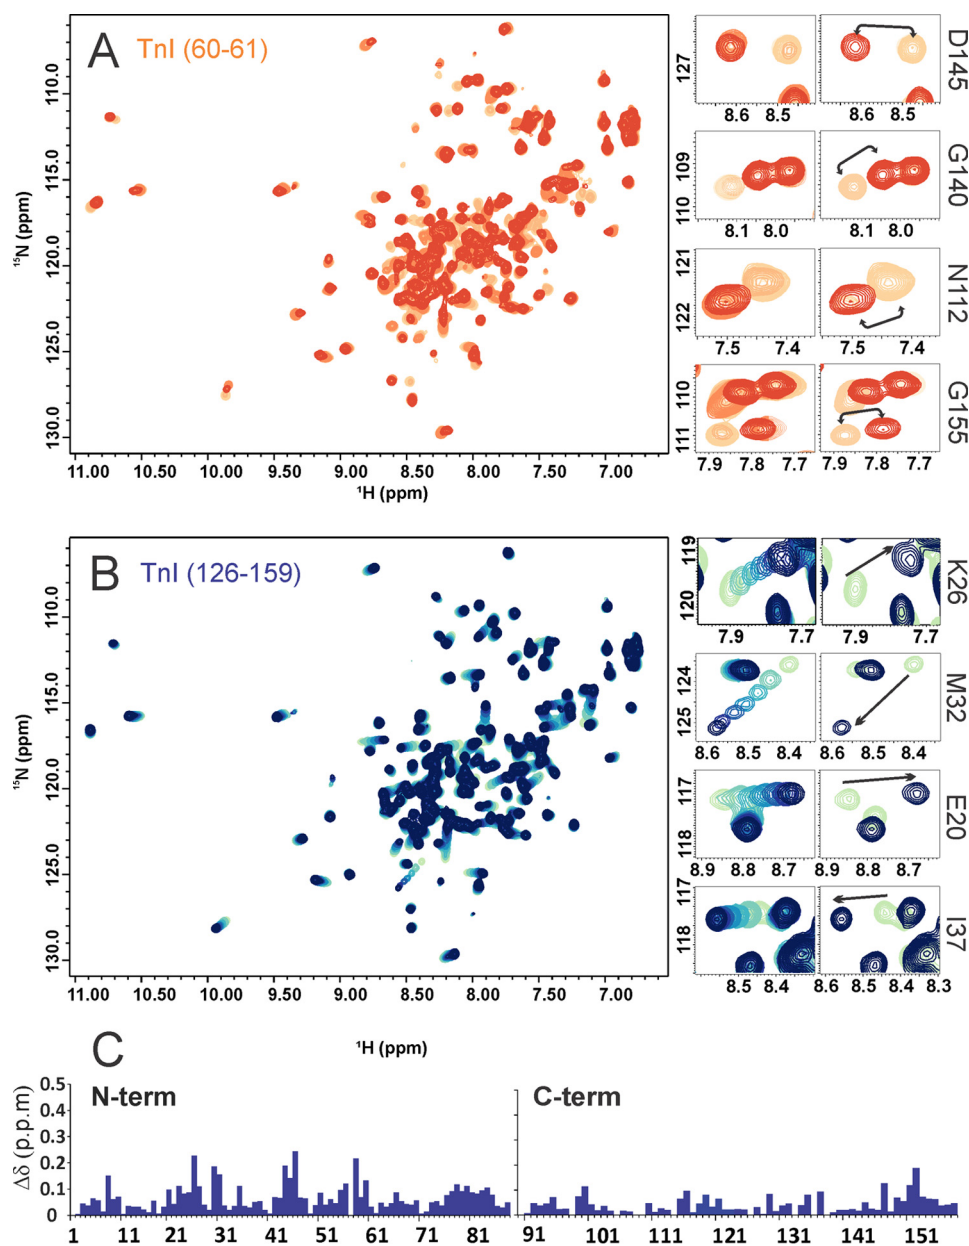 A
TnI (60-61)
110.0
115.0
120.0
125.0
130.0
¹⁵N (ppm)
11.00 10.50 10.00 9.50 9.00 8.50 8.00 7.50 7.00
¹H (ppm)
127
8.6 8.5
8.6 8.5
D145
109
110
8.1 8.0
8.1 8.0
G140
121
122
7.5 7.4
7.5 7.4
N112
110
111
7.9 7.8 7.7
7.9 7.8 7.7
G155
B
TnI (126-159)
110.0
115.0
120.0
125.0
130.0
¹⁵N (ppm)
11.00 10.50 10.00 9.50 9.00 8.50 8.00 7.50 7.00
¹H (ppm)
119
120
7.9 7.7
7.9 7.7
K26
124
125
8.6 8.5 8.4
8.6 8.5 8.4
M32
117
118
8.9 8.8 8.7
8.9 8.8 8.7
E20
117
118
8.5 8.4
8.6 8.5 8.4 8.3
I37
C
N-term
C-term
Δδ (p.p.m)
0.5
0.4
0.3
0.2
0.1
0
1 11 21 31 41 51 61 71 81 91 101 111 121 131 141 151